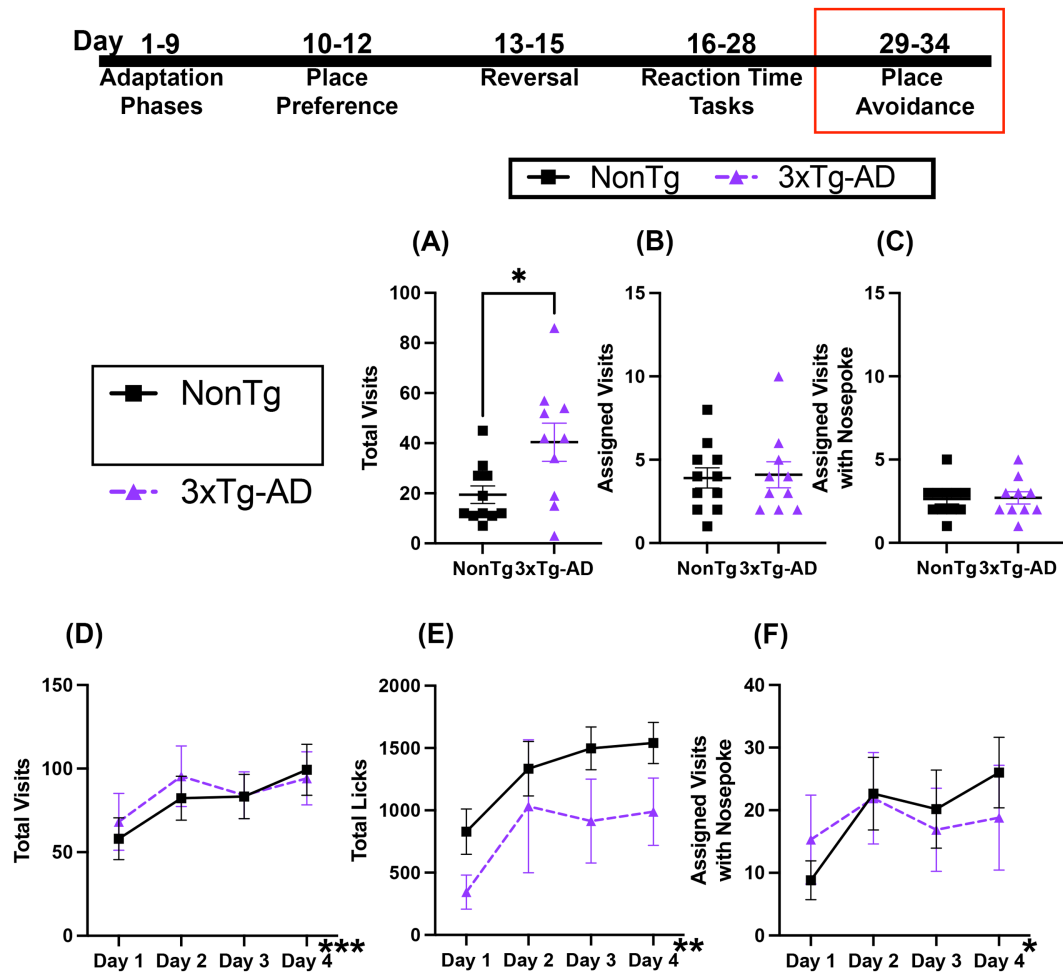 Day 1-9 10-12 13-15 16-28 29-34
Adaptation Place Reversal Reaction Time Place
Phases Preference Tasks Avoidance
NonTg 3xTg-AD
(A) (B) (C)
NonTg
3xTg-AD
Total Visits
100
80
60
40
20
0
*
NonTg 3xTg-AD
Assigned Visits
15
10
5
0
NonTg 3xTg-AD
Assigned Visits
with Nosepoke
15
10
5
0
NonTg 3xTg-AD
(D) (E) (F)
Total Visits
150
100
50
0
Day 1 Day 2 Day 3 Day 4 ***
Total Licks
2000
1500
1000
500
0
Day 1 Day 2 Day 3 Day 4 **
Assigned Visits
with Nosepoke
40
30
20
10
0
Day 1 Day 2 Day 3 Day 4 *